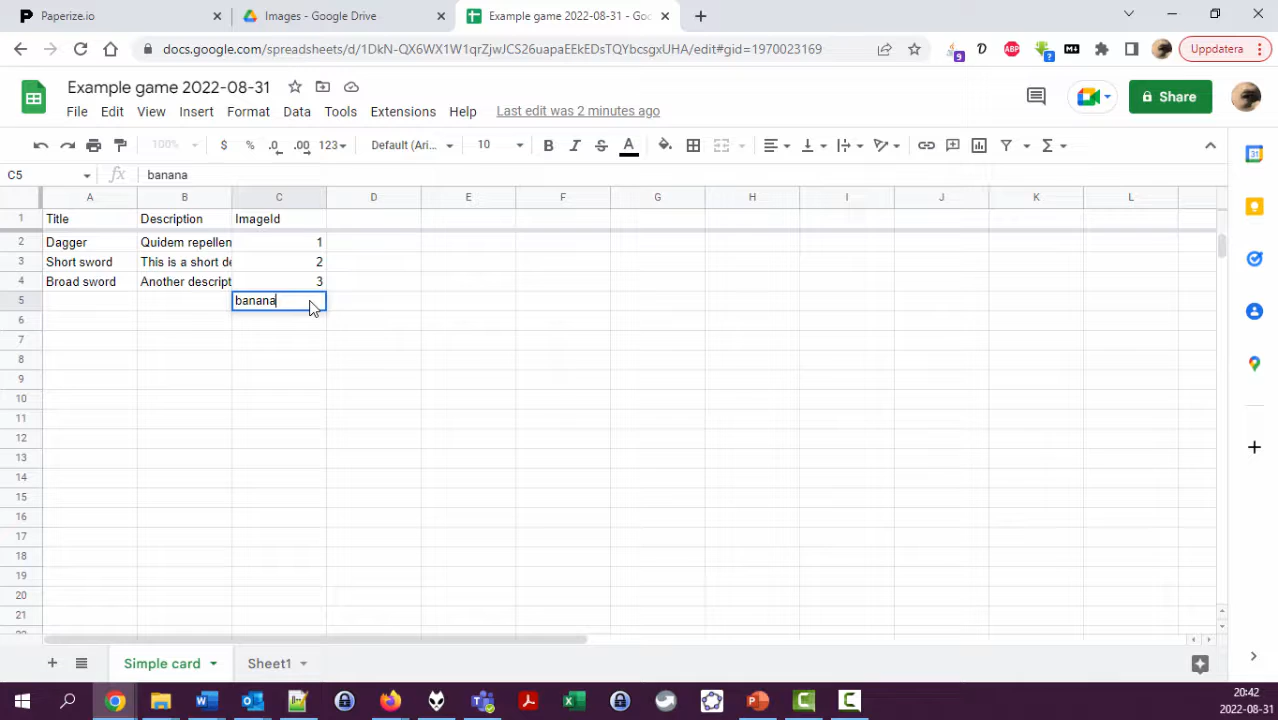 Paperize.io
Images - Google Drive
Example game 2022-08-31 - Goo
docs.google.com/spreadsheets/d/1DkN-QX6WX1W1qrZjwJCS26uapaEEkEDsTQYbcsgxUHA/edit#gid=1970023169
9
ABP
?
Uppdatera
Example game 2022-08-31
File Edit View Insert Format Data Tools Extensions Help Last edit was 2 minutes ago
Share
100% $ % .0 .00 123 Default (Ari... 10 B I S A
C5 fx banana
A B C D E F G H I J K L
1 Title Description ImageId
2 Dagger Quidem repellen 1
3 Short sword This is a short de 2
4 Broad sword Another descript 3
5 banana
6
7
8
9
10
11
12
13
14
15
16
17
18
19
20
21
Simple card Sheet1
20:42
2022-08-31